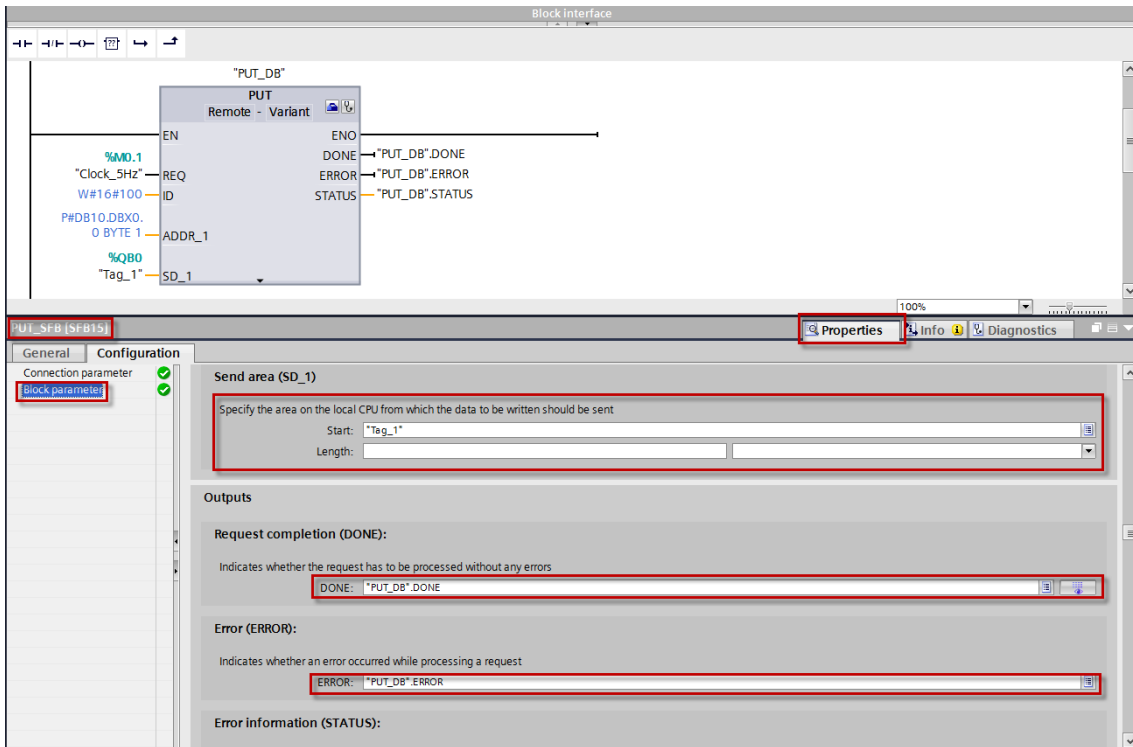 Block interface
"PUT_DB"
PUT
Remote - Variant
EN
ENO
%M0.1
DONE
"PUT_DB".DONE
"Clock_5Hz"
REQ
ERROR
"PUT_DB".ERROR
W#16#100
ID
STATUS
"PUT_DB".STATUS
P#DB10.DBX0.
0 BYTE 1
ADDR_1
%QB0
"Tag_1"
SD_1
100%
PUT_SFB [SFB15]
Properties
Info
Diagnostics
General
Configuration
Connection parameter
Block parameter
Send area (SD_1)
Specify the area on the local CPU from which the data to be written should be sent
Start: "Tag_1"
Length:
Outputs
Request completion (DONE):
Indicates whether the request has to be processed without any errors
DONE: "PUT_DB".DONE
Error (ERROR):
Indicates whether an error occurred while processing a request
ERROR: "PUT_DB".ERROR
Error information (STATUS):